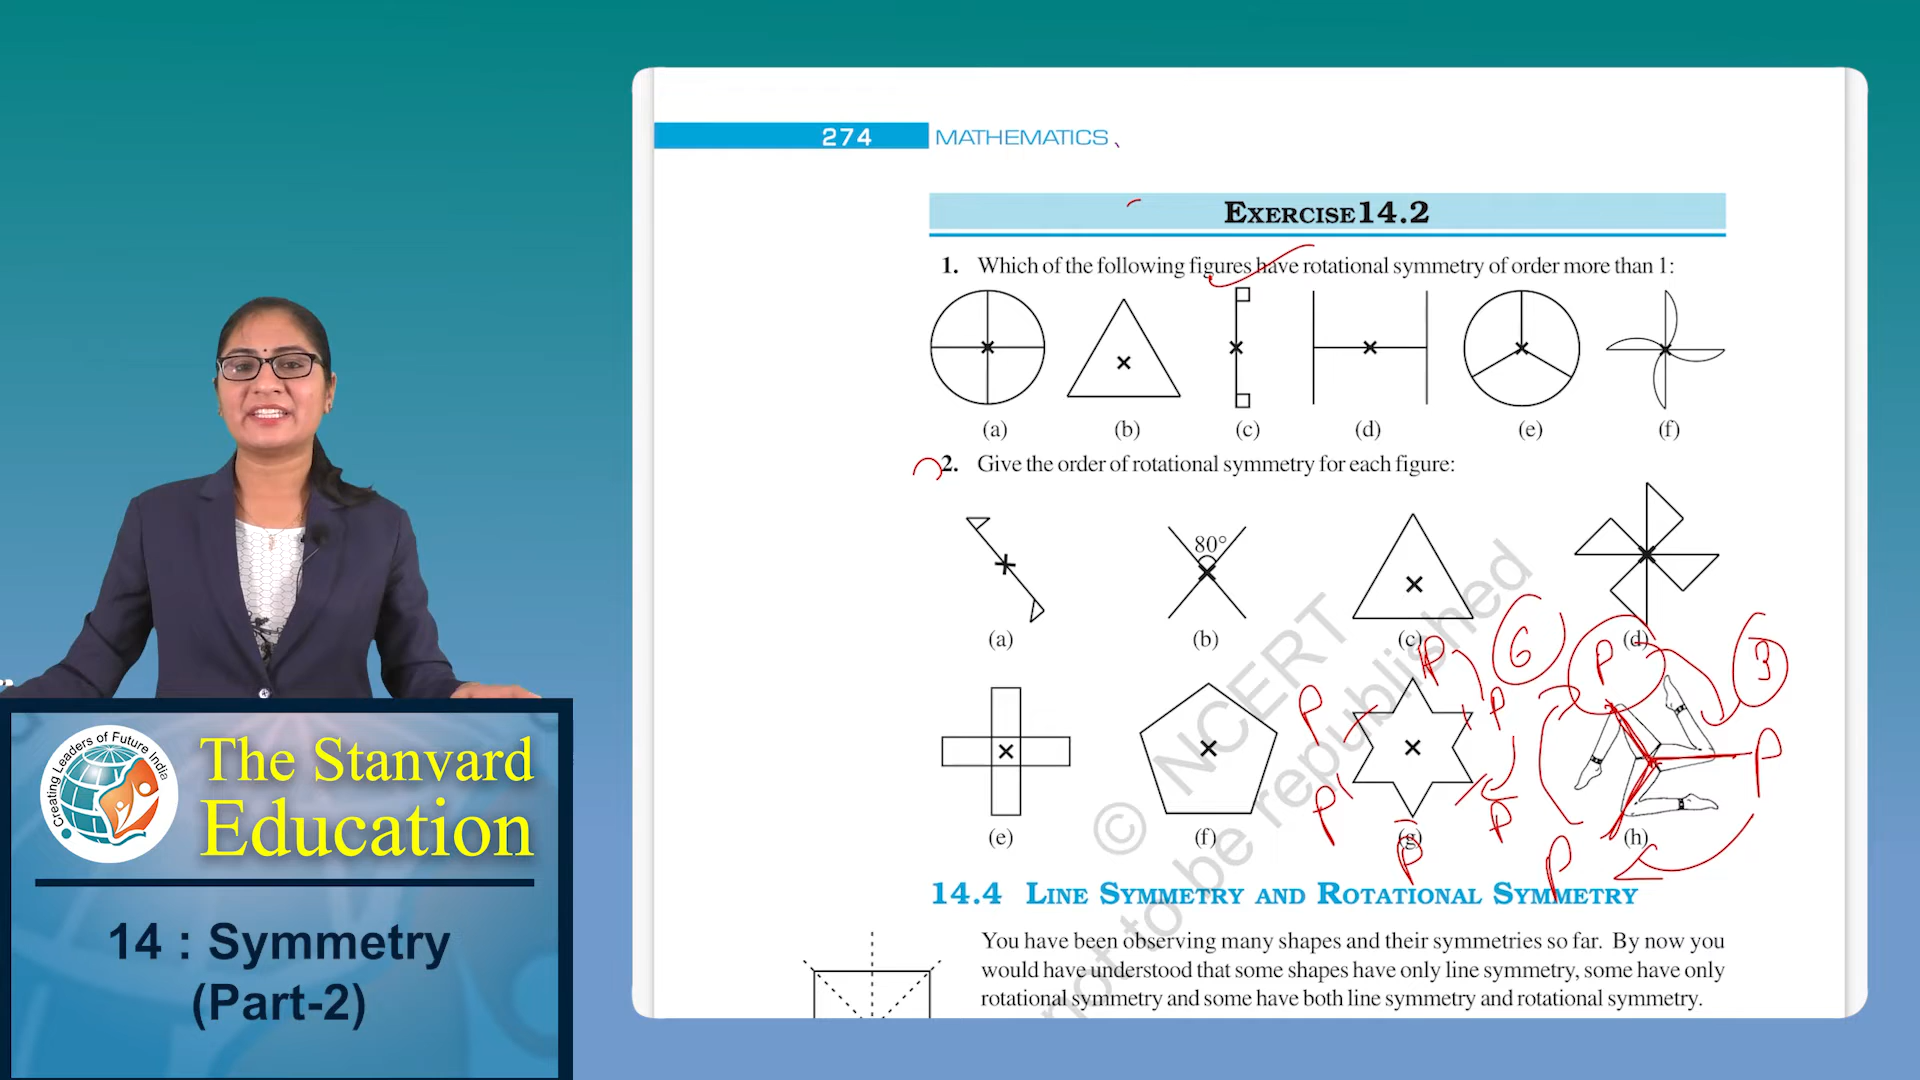 274 MATHEMATICS
EXERCISE 14.2
1. Which of the following figures have rotational symmetry of order more than 1:
(a) (b) (c) (d) (e) (f)
2. Give the order of rotational symmetry for each figure:
80°
(a) (b) (c) (d)
P 6 P 3
P P P
P P
(e) (f) (g) (h)
P P
© NCERT
not to be republished
14.4 LINE SYMMETRY AND ROTATIONAL SYMMETRY
You have been observing many shapes and their symmetries so far. By now you
would have understood that some shapes have only line symmetry, some have only
rotational symmetry and some have both line symmetry and rotational symmetry.
Creating Leaders of Future India
The Stanvard
Education
14 : Symmetry
(Part-2)